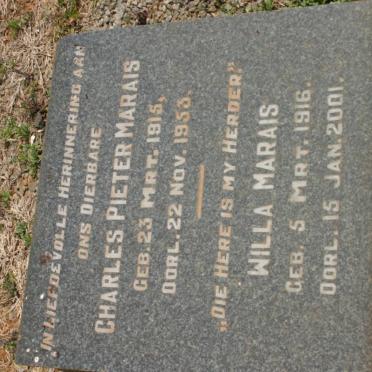 IN LIEFDEVOLLE HERINNERING AAN
ONS DIERBARE
CHARLES PIETER MARAIS
GEB. 23 MRT. 1915,
OORL. 22 NOV. 1953.
„DIE HERE IS MY HERDER."
WILLA MARAIS
GEB. 5 MRT. 1916.
OORL. 15 JAN. 2001.